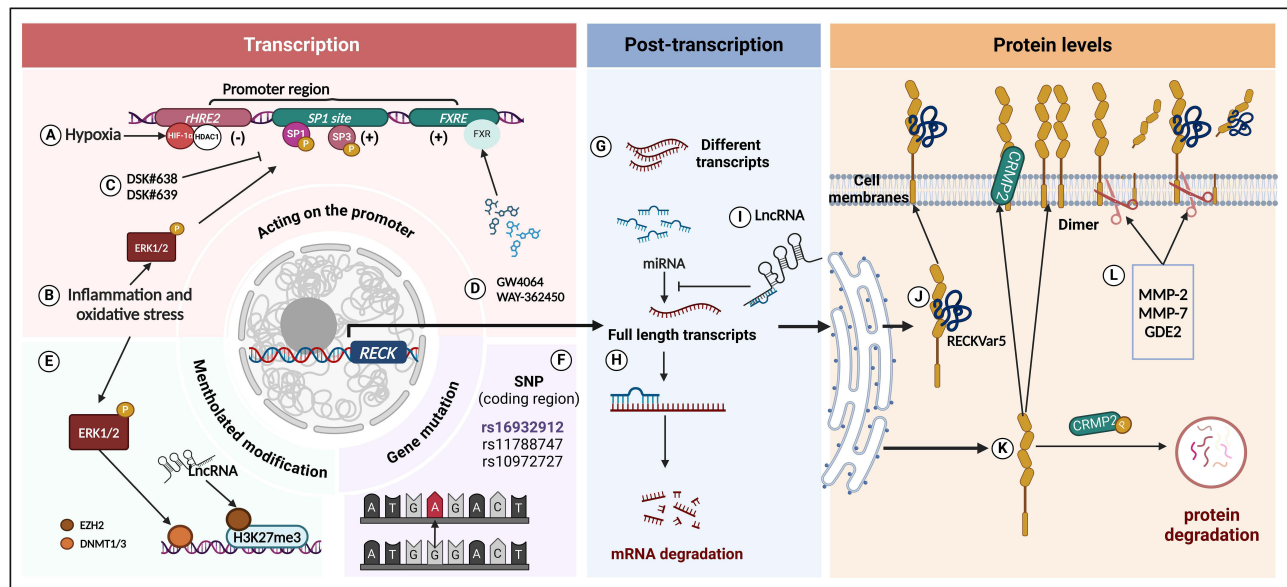 Transcription
Post-transcription
Protein levels
Promoter region
rHRE2
SP1 site
FXRE
A Hypoxia
HIF-1α
HDAC1
(-)
SP1
P
SP3
P
(+)
(+)
FXR
C DSK#638
DSK#639
ERK1/2
P
B Inflammation and
oxidative stress
Acting on the promoter
D GW4064
WAY-362450
RECK
Mentholated modification
Gene mutation
E
ERK1/2
P
LncRNA
EZH2
DNMT1/3
H3K27me3
F
SNP
(coding region)
rs16932912
rs11788747
rs10972727
A T G A G A C T
A T G G G A C T
G
Different
transcripts
I LncRNA
miRNA
Full length transcripts
H
mRNA degradation
Cell
membranes
CRMP2
Dimer
J
RECKVar5
L
MMP-2
MMP-7
GDE2
K
CRMP2
P
protein
degradation